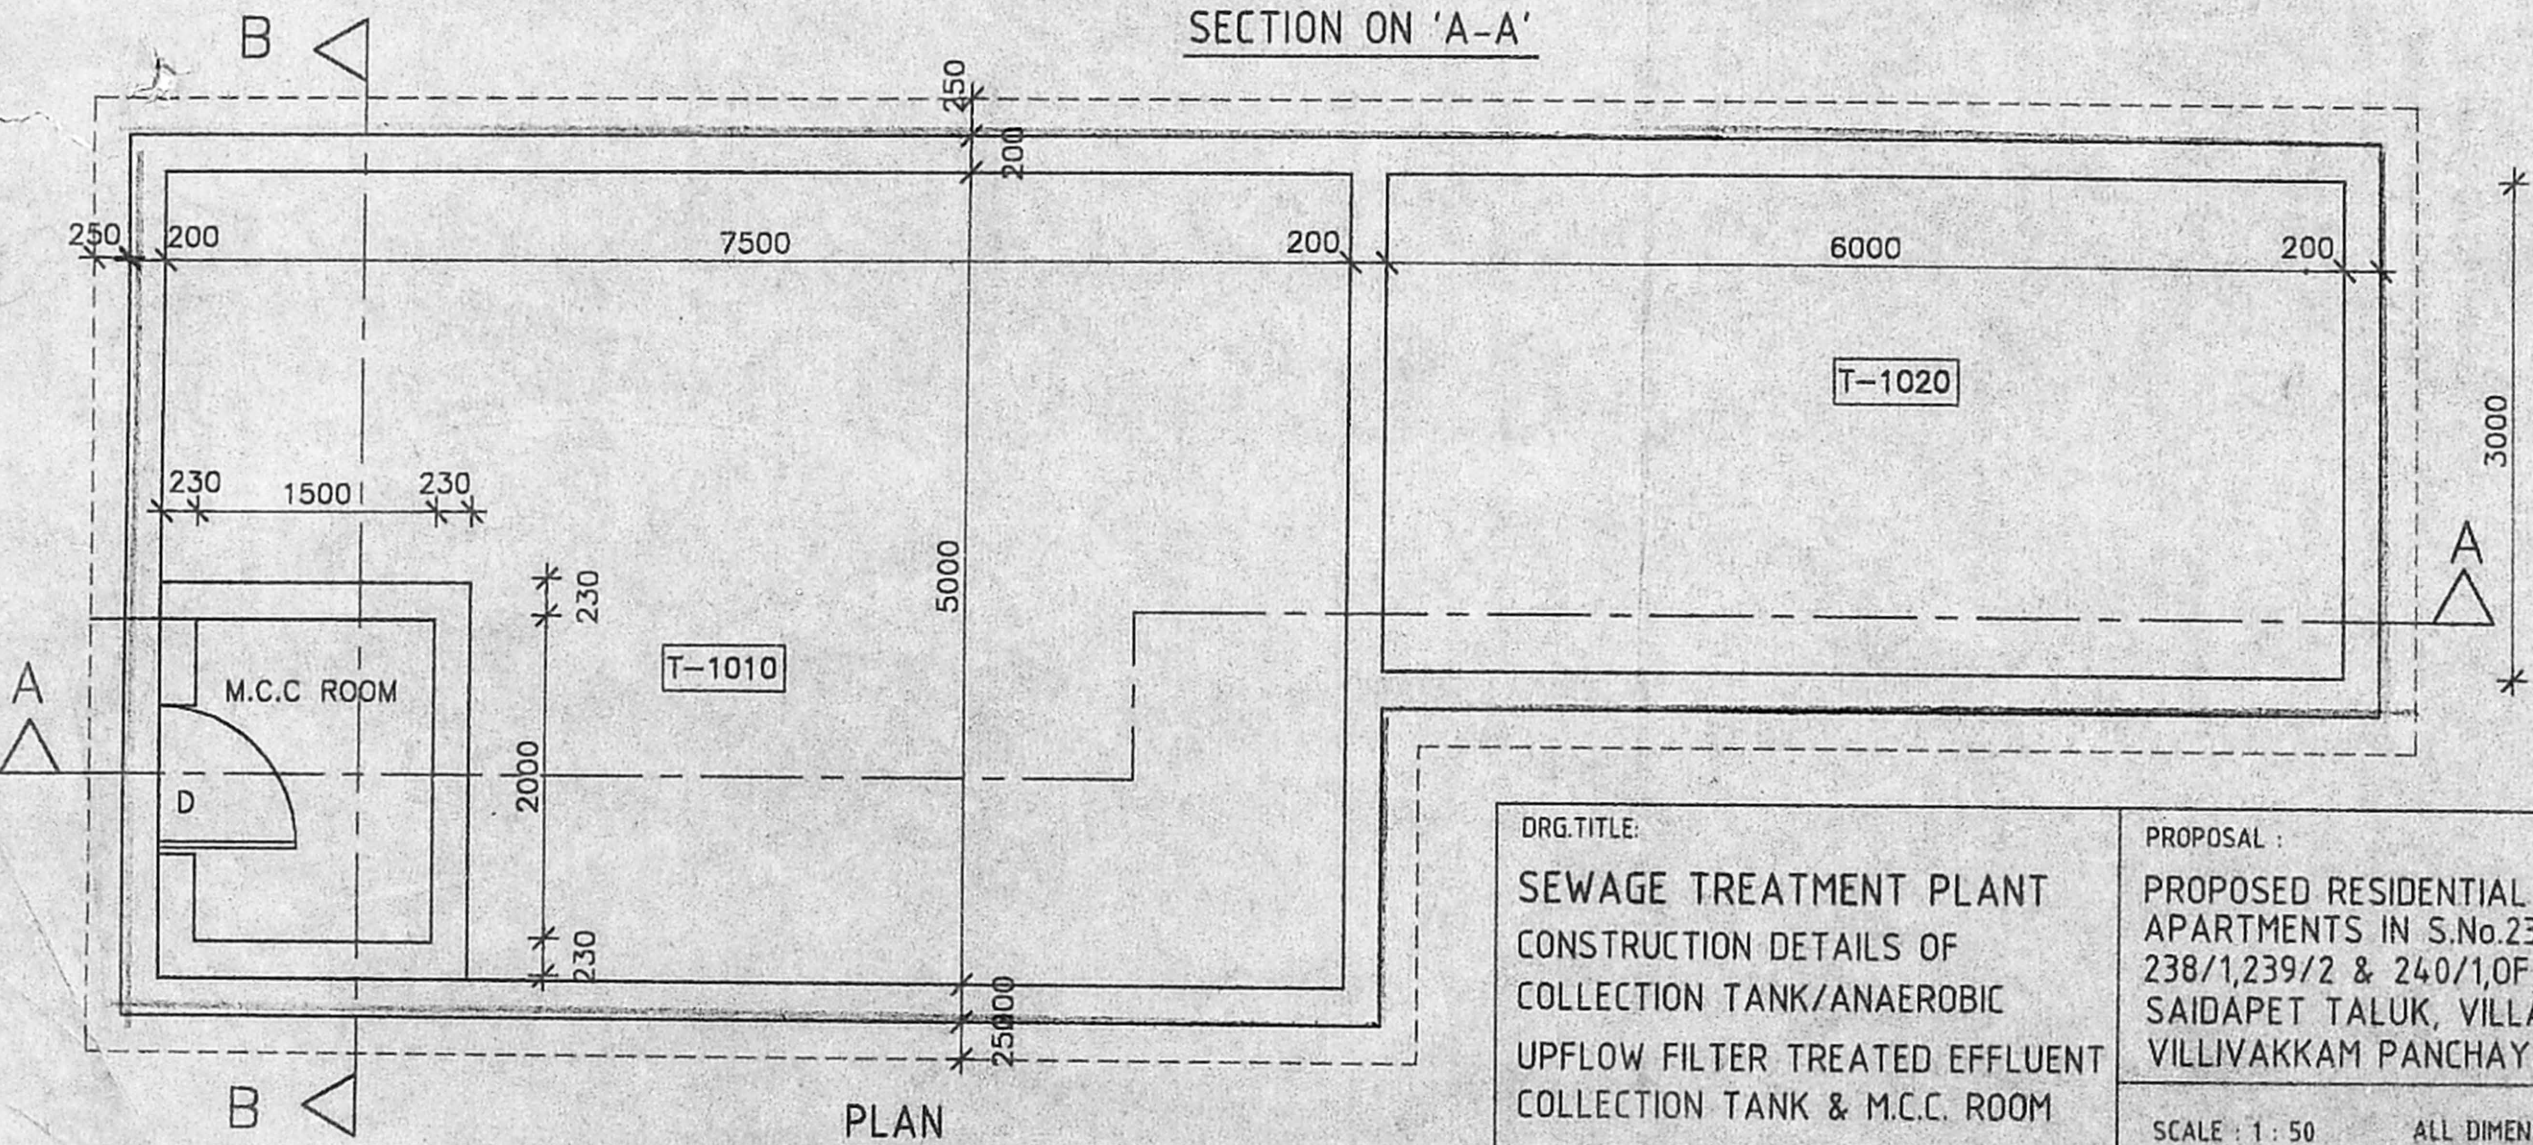 SECTION ON 'A-A'
B
250
200
250 200 7500 200 6000 200
T-1020
3000
230 1500 230
A
230
5000
T-1010
A
M.C.C ROOM
2000
D
230
250
B
PLAN
DRG.TITLE:
SEWAGE TREATMENT PLANT
CONSTRUCTION DETAILS OF
COLLECTION TANK/ANAEROBIC
UPFLOW FILTER TREATED EFFLUENT
COLLECTION TANK & M.C.C. ROOM
PROPOSAL :
PROPOSED RESIDENTIAL
APARTMENTS IN S.No.23
238/1,239/2 & 240/1,OF
SAIDAPET TALUK, VILLA
VILLIVAKKAM PANCHAY
SCALE : 1 : 50 ALL DIMEN